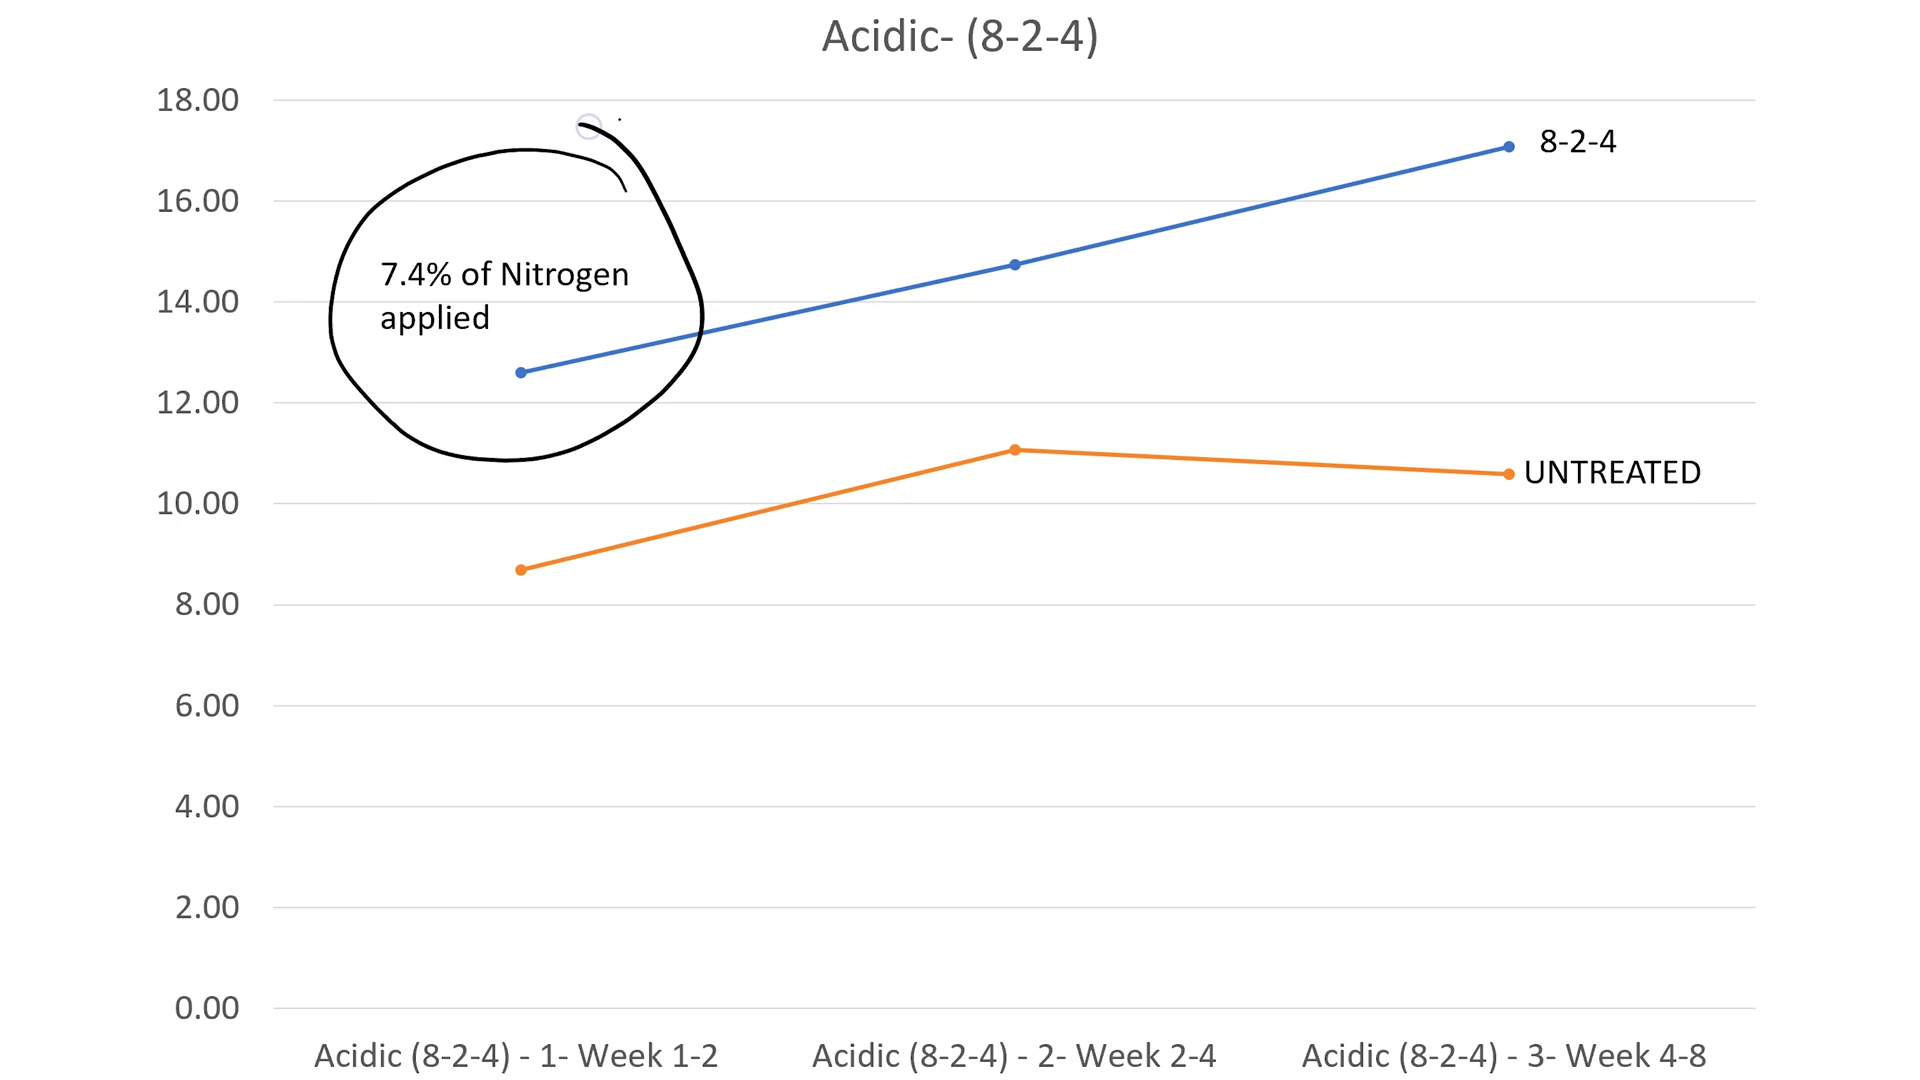 Acidic- (8-2-4)
18.00
8-2-4
16.00
7.4% of Nitrogen
applied
14.00
12.00
UNTREATED
10.00
8.00
6.00
4.00
2.00
0.00
Acidic (8-2-4) - 1- Week 1-2
Acidic (8-2-4) - 2- Week 2-4
Acidic (8-2-4) - 3- Week 4-8